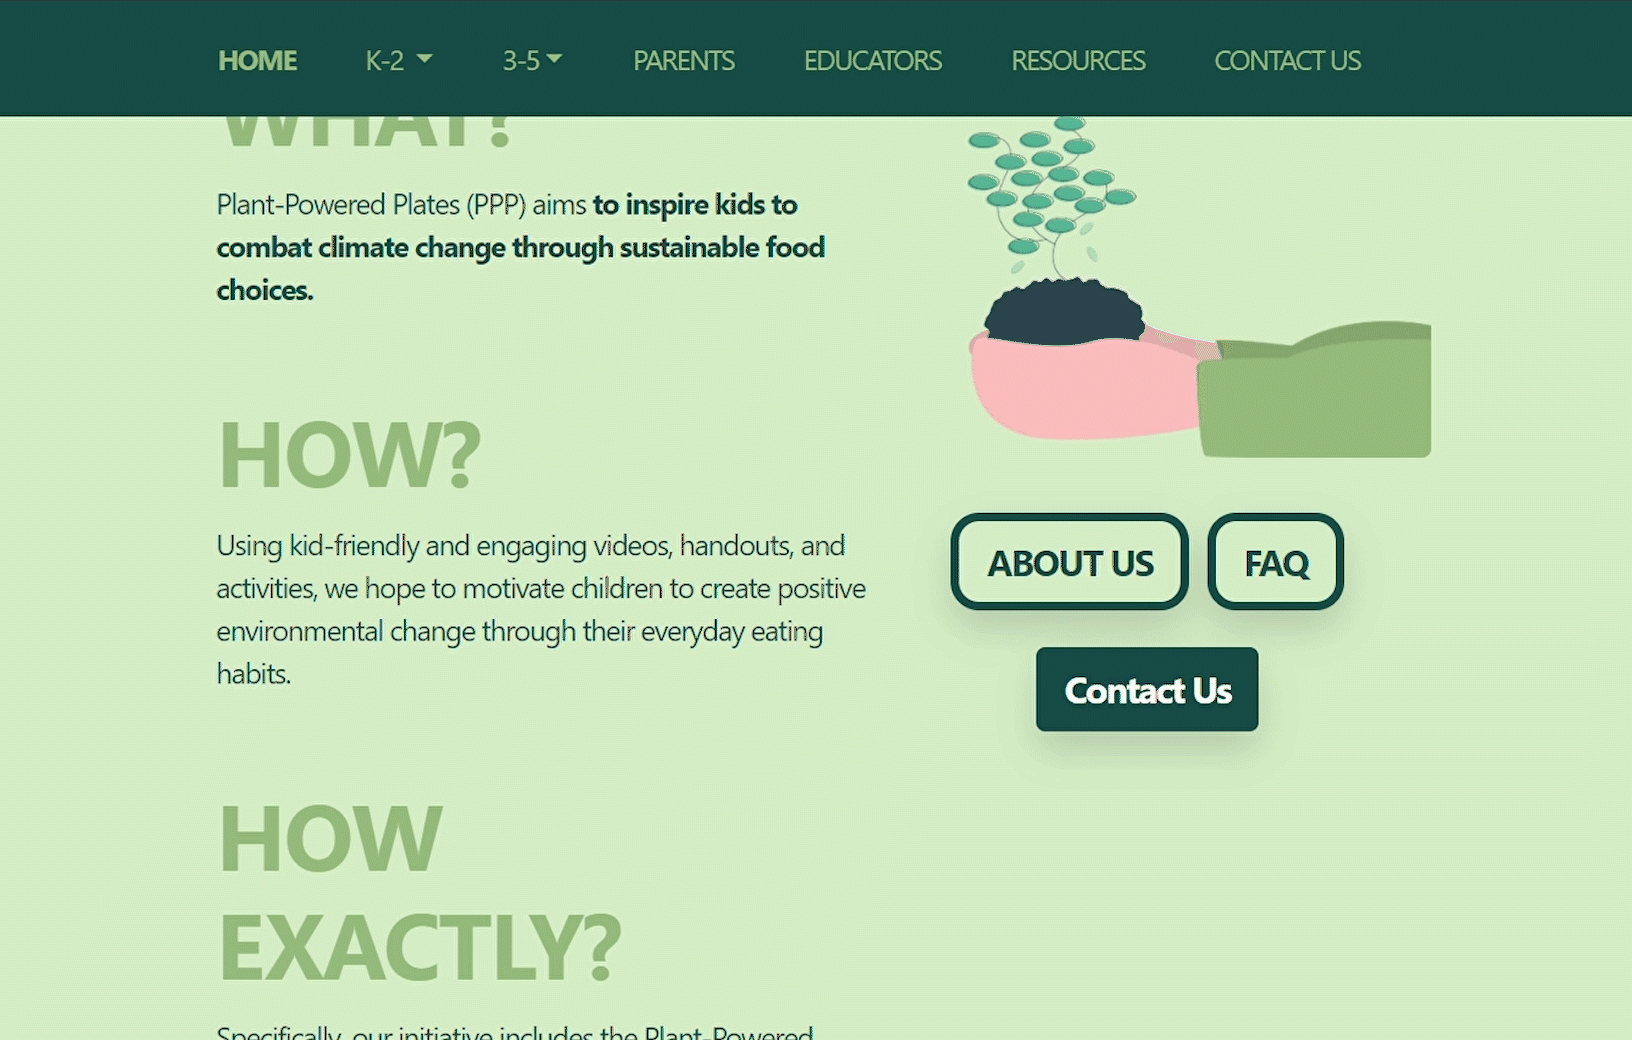 HOME K-2 3-5 PARENTS EDUCATORS RESOURCES CONTACT US
WHAT?
Plant-Powered Plates (PPP) aims to inspire kids to
combat climate change through sustainable food
choices.
HOW?
Using kid-friendly and engaging videos, handouts, and
activities, we hope to motivate children to create positive
environmental change through their everyday eating
habits.
ABOUT US FAQ
Contact Us
HOW
EXACTLY?
Specifically, our initiative includes the Plant-Powered